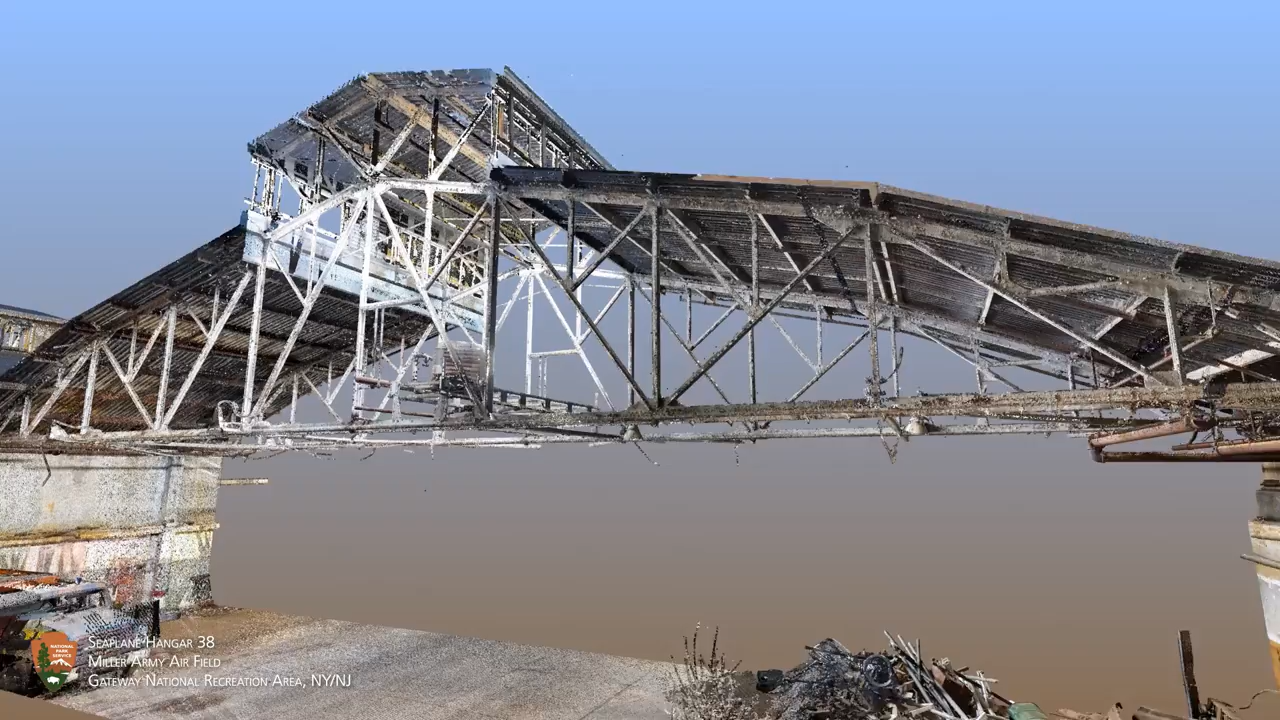 NATIONAL
PARK
SERVICE
Seaplane Hangar 38
Miller Army Air Field
Gateway National Recreation Area, NY/NJ